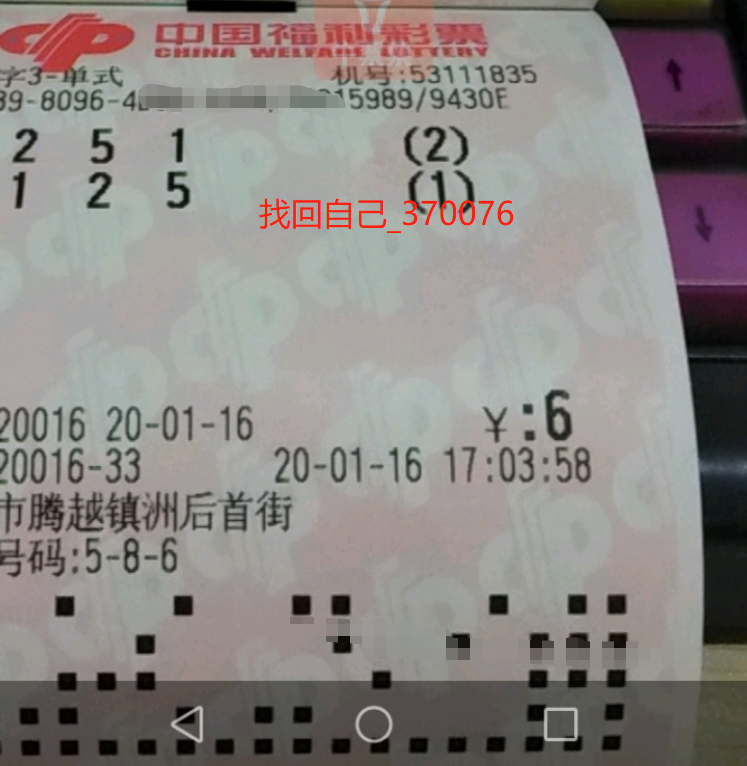 中国福利彩票
CHINA WELFARE LOTTERY
字3-单式 机号:53111835
39-8096-4 15989/9430E
2 5 1 (2)
1 2 5 (1)
找回自己_370076
20016 20-01-16 ¥:6
20016-33 20-01-16 17:03:58
市腾越镇洲后首街
号码:5-8-6